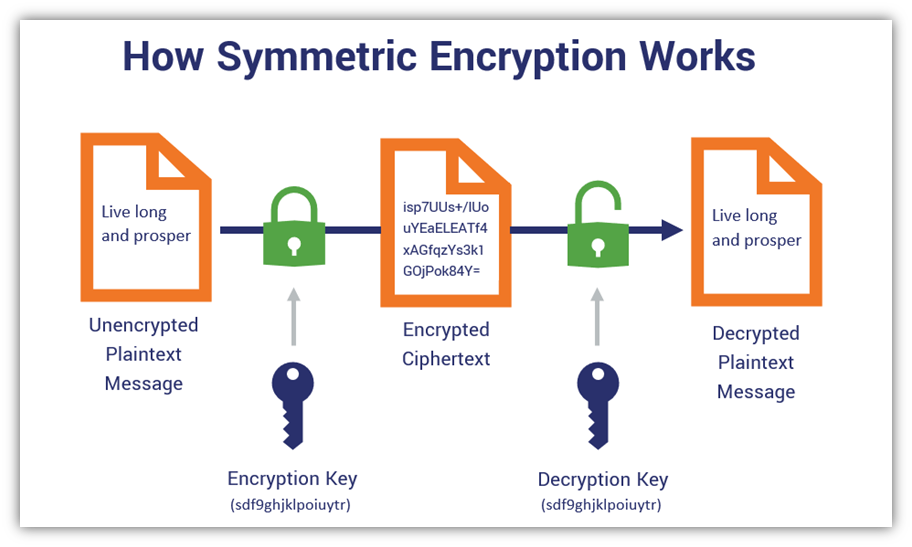 How Symmetric Encryption Works
Live long
and prosper
isp7UUs+/IUo
uYEaELEATf4
xAGfqzYs3k1
GOjPok84Y=
Live long
and prosper
Unencrypted
Plaintext
Message
Encrypted
Ciphertext
Decrypted
Plaintext
Message
Encryption Key
(sdf9ghjklpoiuytr)
Decryption Key
(sdf9ghjklpoiuytr)